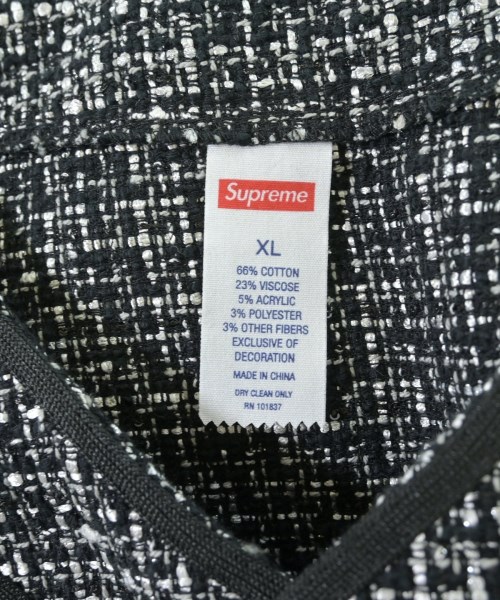 Supreme
XL
66% COTTON
23% VISCOSE
5% ACRYLIC
3% POLYESTER
3% OTHER FIBERS
EXCLUSIVE OF
DECORATION
MADE IN CHINA
DRY CLEAN ONLY
RN 101837